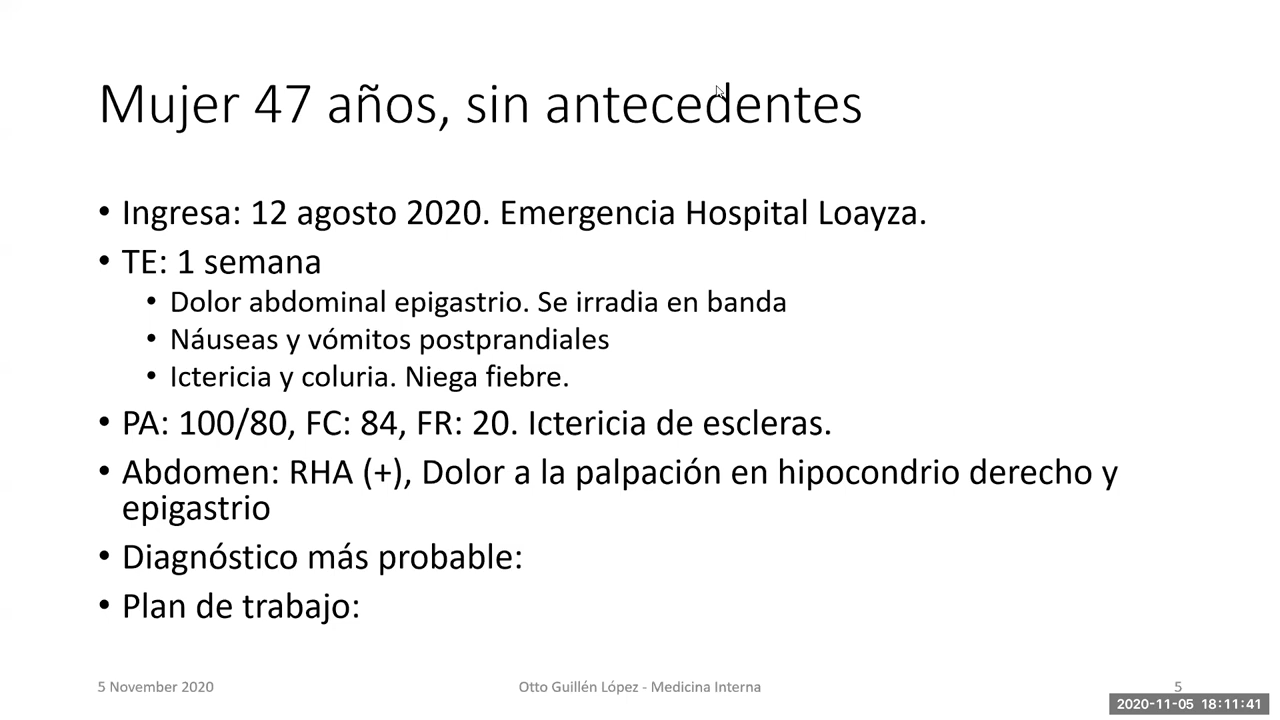 Mujer 47 años, sin antecedentes
• Ingresa: 12 agosto 2020. Emergencia Hospital Loayza.
• TE: 1 semana
• Dolor abdominal epigastrio. Se irradia en banda
• Náuseas y vómitos postprandiales
• Ictericia y coluria. Niega fiebre.
• PA: 100/80, FC: 84, FR: 20. Ictericia de escleras.
• Abdomen: RHA (+), Dolor a la palpación en hipocondrio derecho y
epigastrio
• Diagnóstico más probable:
• Plan de trabajo:
5 November 2020
Otto Guillén López - Medicina Interna
5
2020-11-05 18:11:41